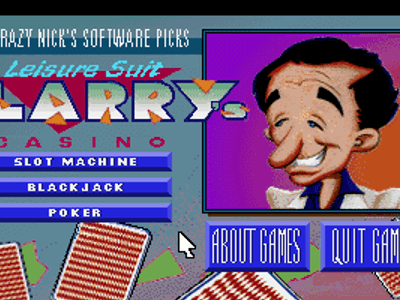 RAZY NICK'S SOFTWARE PICKS
Leisure Suit
LARRY's
CASINO
SLOT MACHINE
BLACKJACK
POKER
ABOUT GAMES
QUIT GAM